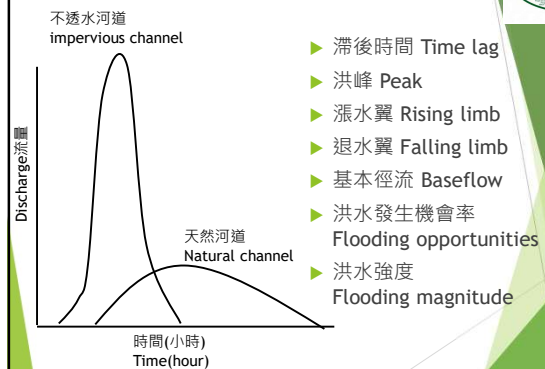 不透水河道
impervious channel
Discharge流量
天然河道
Natural channel
時間(小時)
Time(hour)
滯後時間 Time lag
洪峰 Peak
漲水翼 Rising limb
退水翼 Falling limb
基本徑流 Baseflow
洪水發生機會率
Flooding opportunities
洪水強度
Flooding magnitude